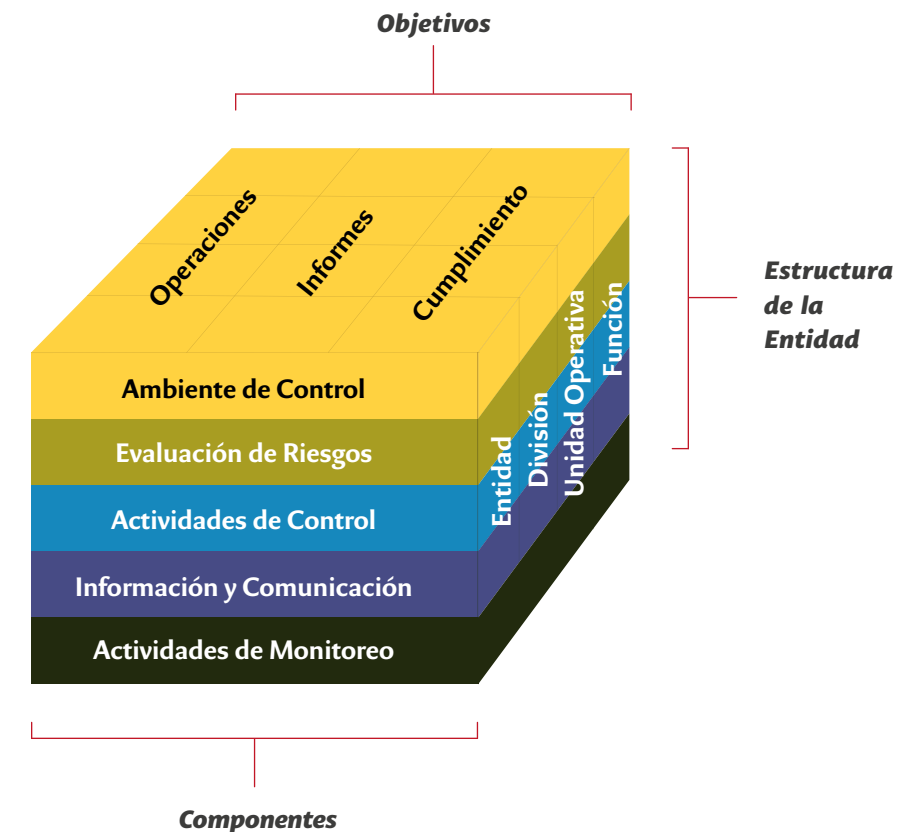 Objetivos
Operaciones
Informes
Cumplimiento
Estructura
de la
Entidad
Ambiente de Control
Evaluación de Riesgos
Actividades de Control
Información y Comunicación
Actividades de Monitoreo
Entidad
División
Unidad Operativa
Función
Componentes